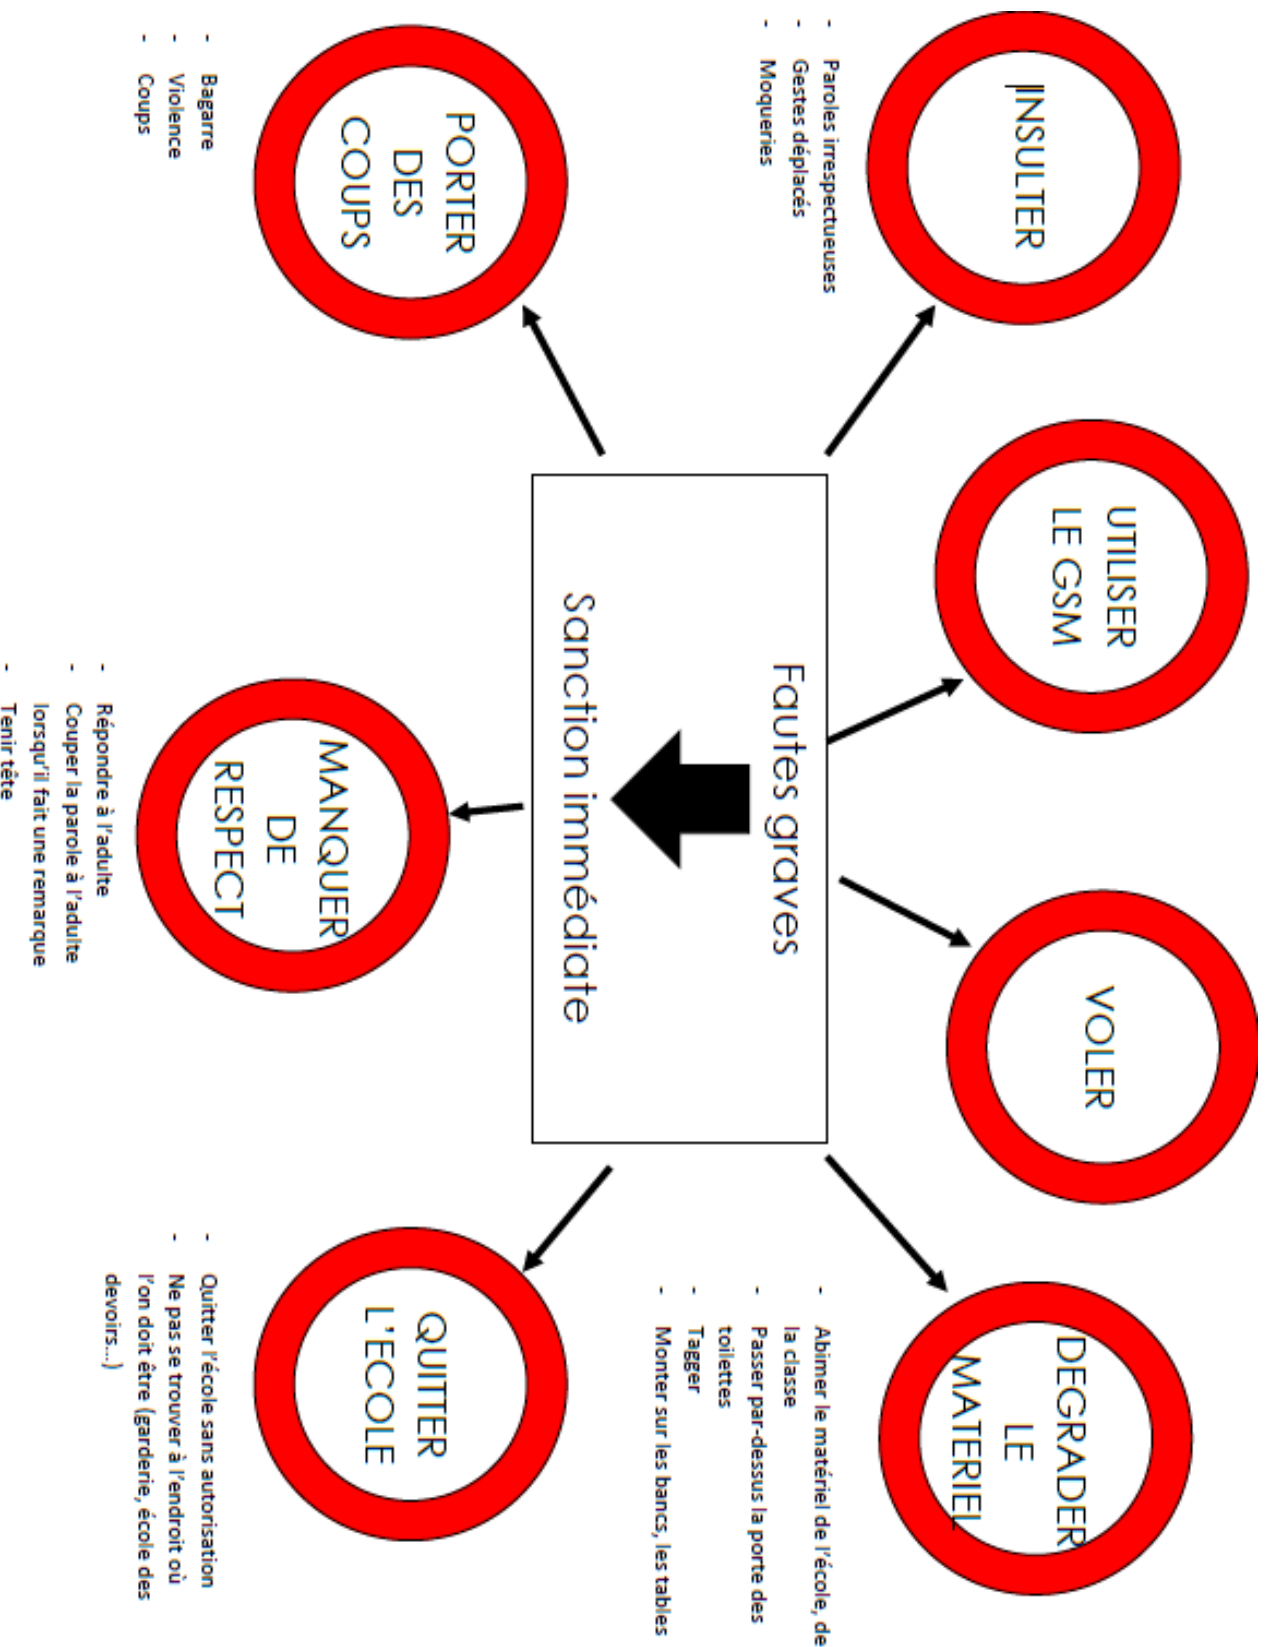 INSULTER
- Paroles irrespectueuses
- Gestes déplacés
- Moqueries
UTILISER
LE GSM
VOLER
DEGRADER
LE
MATERIEL
- Abimer le matériel de l'école, de
la classe
- Passer par-dessus la porte des
toilettes
- Tagger
- Monter sur les bancs, les tables
Fautes graves
Sanction immédiate
PORTER
DES
COUPS
- Bagarre
- Violence
- Coups
MANQUER
DE
RESPECT
- Répondre à l'adulte
- Couper la parole à l'adulte
lorsqu'il fait une remarque
- Tenir tête
QUITTER
L'ECOLE
- Quitter l'école sans autorisation
- Ne pas se trouver à l'endroit où
l'on doit être (garderie, école des
devoirs...)